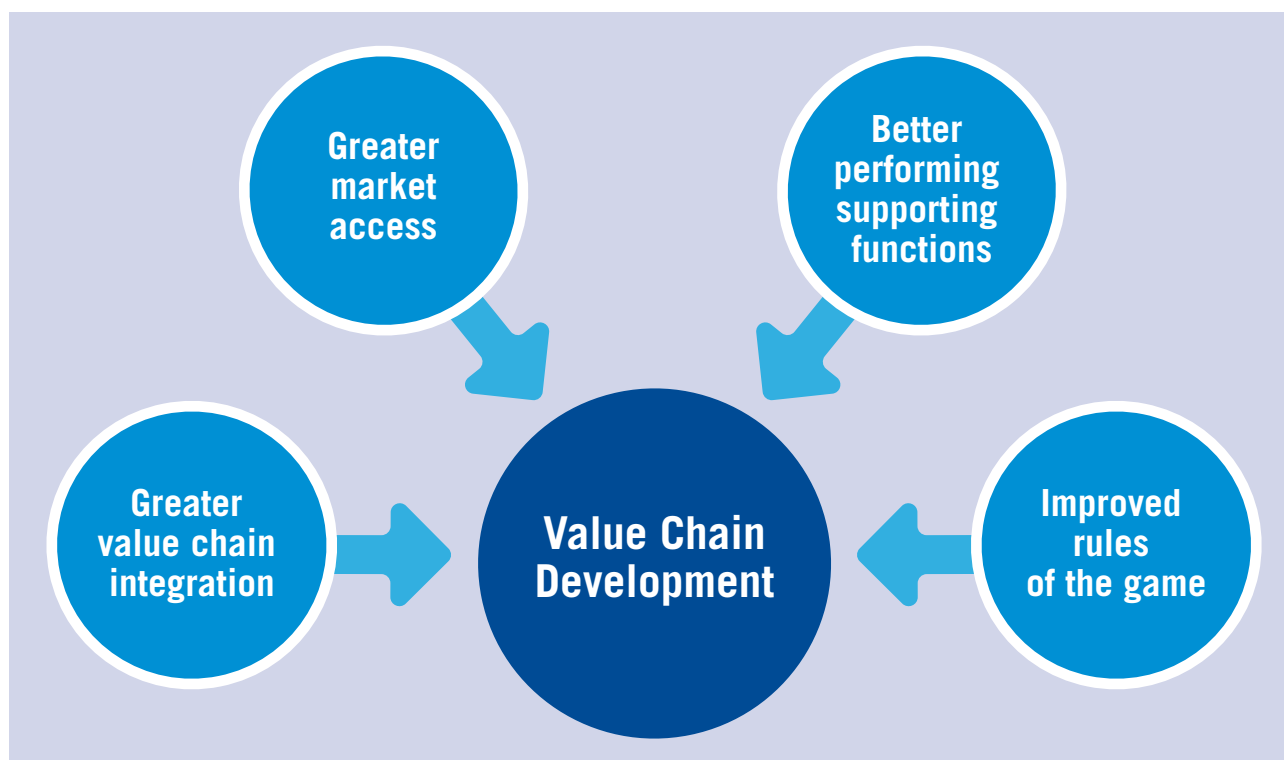 Greater
market
access
Better
performing
supporting
functions
Greater
value chain
integration
Value Chain
Development
Improved
rules
of the game